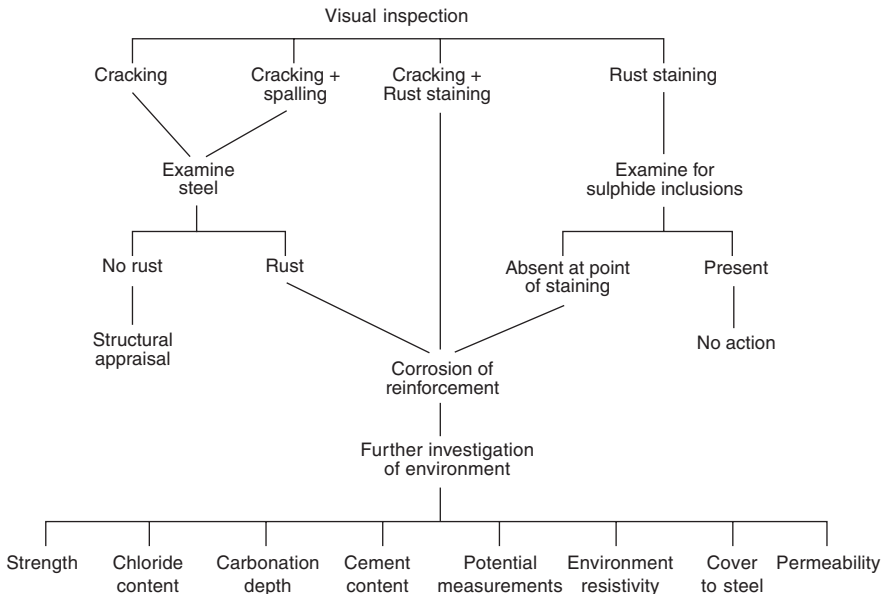 Visual inspection
Cracking
Cracking +
spalling
Cracking +
Rust staining
Rust staining
Examine
steel
Examine for
sulphide inclusions
No rust
Rust
Absent at point
of staining
Present
Structural
appraisal
No action
Corrosion of
reinforcement
Further investigation
of environment
Strength
Chloride
content
Carbonation
depth
Cement
content
Potential
measurements
Environment
resistivity
Cover
to steel
Permeability